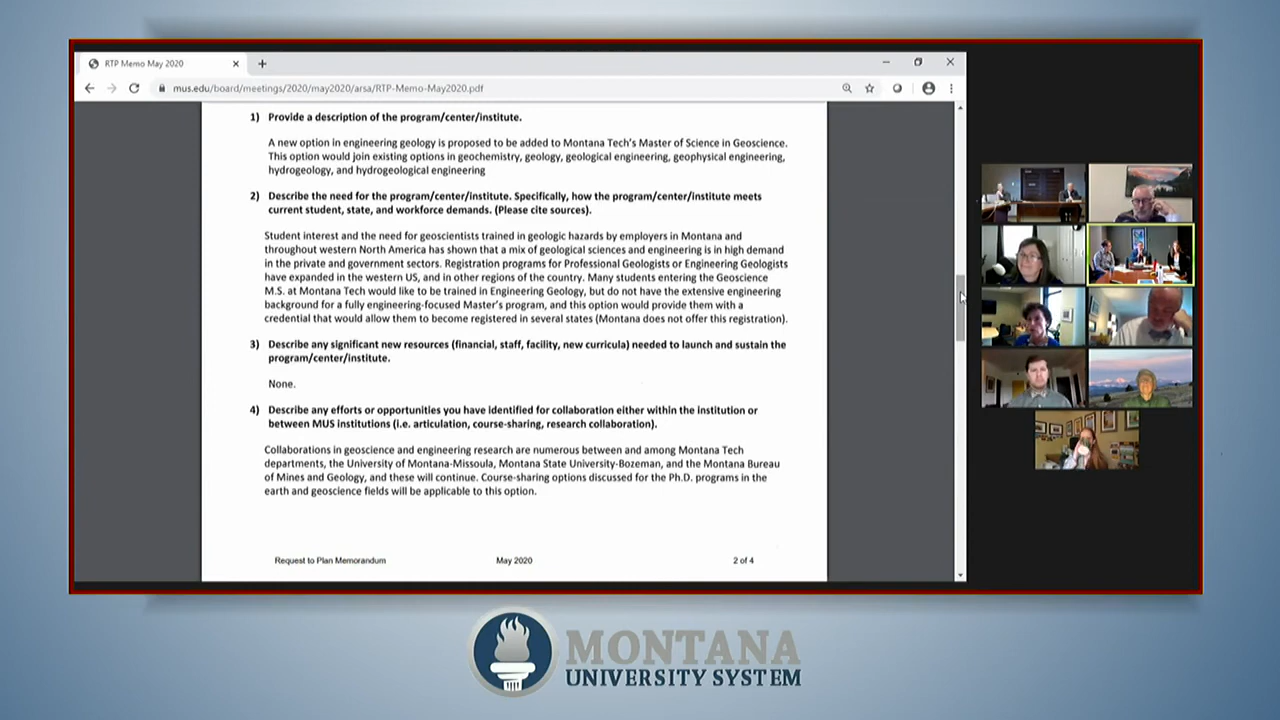 RTP Memo May 2020
mus.edu/board/meetings/2020/may2020/arsa/RTP-Memo-May2020.pdf
1) Provide a description of the program/center/institute.
A new option in engineering geology is proposed to be added to Montana Tech's Master of Science in Geoscience.
This option would join existing options in geochemistry, geology, geological engineering, geophysical engineering,
hydrogeology, and hydrogeological engineering
2) Describe the need for the program/center/institute. Specifically, how the program/center/institute meets
current student, state, and workforce demands. (Please cite sources).
Student interest and the need for geoscientists trained in geologic hazards by employers in Montana and
throughout western North America has shown that a mix of geological sciences and engineering is in high demand
in the private and government sectors. Registration programs for Professional Geologists or Engineering Geologists
have expanded in the western US, and in other regions of the country. Many students entering the Geoscience
M.S. at Montana Tech would like to be trained in Engineering Geology, but do not have the extensive engineering
background for a fully engineering-focused Master's program, and this option would provide them with a
credential that would allow them to become registered in several states (Montana does not offer this registration).
3) Describe any significant new resources (financial, staff, facility, new curricula) needed to launch and sustain the
program/center/institute.
None.
4) Describe any efforts or opportunities you have identified for collaboration either within the institution or
between MUS institutions (i.e. articulation, course-sharing, research collaboration).
Collaborations in geoscience and engineering research are numerous between and among Montana Tech
departments, the University of Montana-Missoula, Montana State University-Bozeman, and the Montana Bureau
of Mines and Geology, and these will continue. Course-sharing options discussed for the Ph.D. programs in the
earth and geoscience fields will be applicable to this option.
Request to Plan Memorandum May 2020 2 of 4
MONTANA
UNIVERSITY SYSTEM